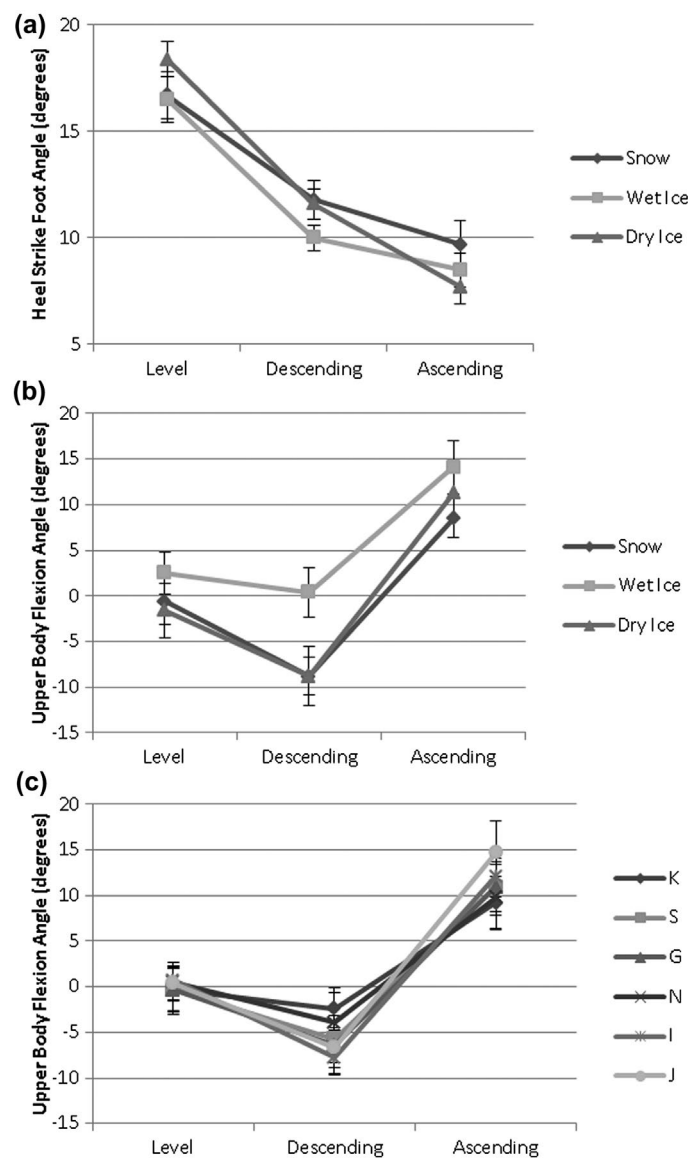 (a)
Heel Strike Foot Angle (degrees)
20
15
10
5
Level Descending Ascending
Snow
Wet Ice
Dry Ice
(b)
Upper Body Flexion Angle (degrees)
20
15
10
5
0
-5
-10
-15
Level Descending Ascending
Snow
Wet Ice
Dry Ice
(c)
Upper Body Flexion Angle (degrees)
20
15
10
5
0
-5
-10
-15
Level Descending Ascending
K
S
G
N
I
J